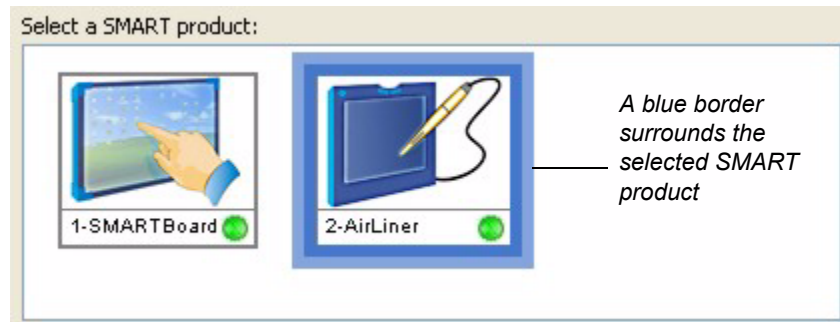 Select a SMART product:
A blue border
surrounds the
selected SMART
product
1-SMARTBoard
2-AirLiner